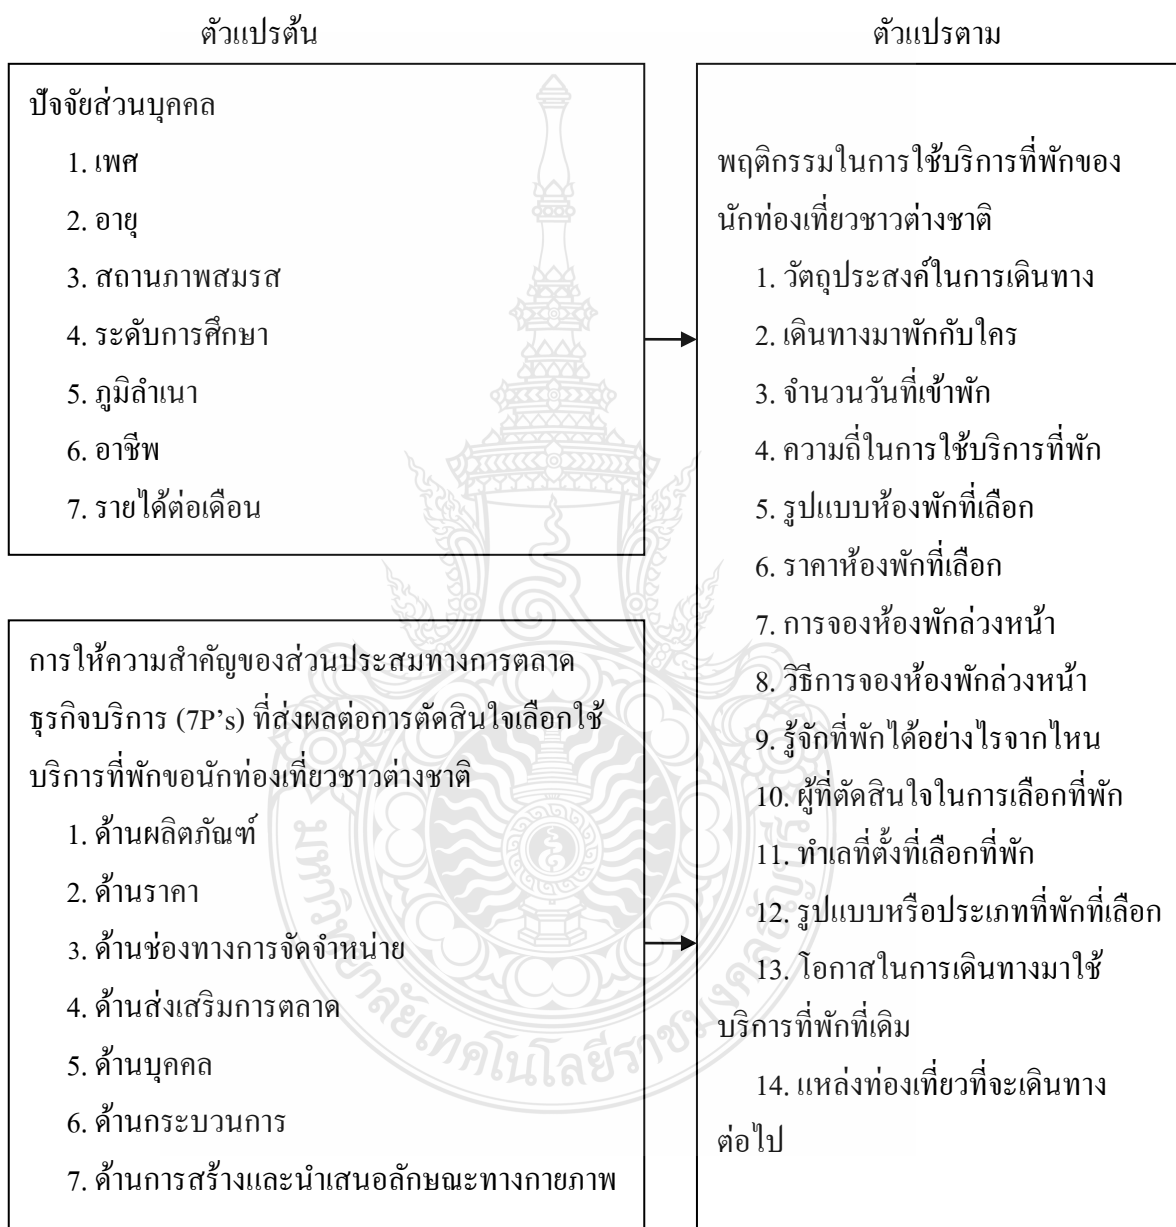 ตัวแปรต้น
ปัจจัยส่วนบุคคล
1. เพศ
2. อายุ
3. สถานภาพสมรส
4. ระดับการศึกษา
5. ภูมิลำเนา
6. อาชีพ
7. รายได้ต่อเดือน
การให้ความสำคัญของส่วนประสมทางการตลาด
ธุรกิจบริการ (7P's) ที่ส่งผลต่อการตัดสินใจเลือกใช้
บริการที่พักขอนักท่องเที่ยวชาวต่างชาติ
1. ด้านผลิตภัณฑ์
2. ด้านราคา
3. ด้านช่องทางการจัดจำหน่าย
4. ด้านส่งเสริมการตลาด
5. ด้านบุคคล
6. ด้านกระบวนการ
7. ด้านการสร้างและนำเสนอลักษณะทางกายภาพ
ตัวแปรตาม
พฤติกรรมในการใช้บริการที่พักของ
นักท่องเที่ยวชาวต่างชาติ
1. วัตถุประสงค์ในการเดินทาง
2. เดินทางมาพักกับใคร
3. จำนวนวันที่เข้าพัก
4. ความถี่ในการใช้บริการที่พัก
5. รูปแบบห้องพักที่เลือก
6. ราคาห้องพักที่เลือก
7. การจองห้องพักล่วงหน้า
8. วิธีการจองห้องพักล่วงหน้า
9. รู้จักที่พักได้อย่างไรจากไหน
10. ผู้ที่ตัดสินใจในการเลือกที่พัก
11. ทำเลที่ตั้งที่เลือกที่พัก
12. รูปแบบหรือประเภทที่พักที่เลือก
13. โอกาสในการเดินทางมาใช้
บริการที่พักที่เดิม
14. แหล่งท่องเที่ยวที่จะเดินทาง
ต่อไป
มหาวิทยาลัยเทคโนโลยีราชมงคลธัญบุรี